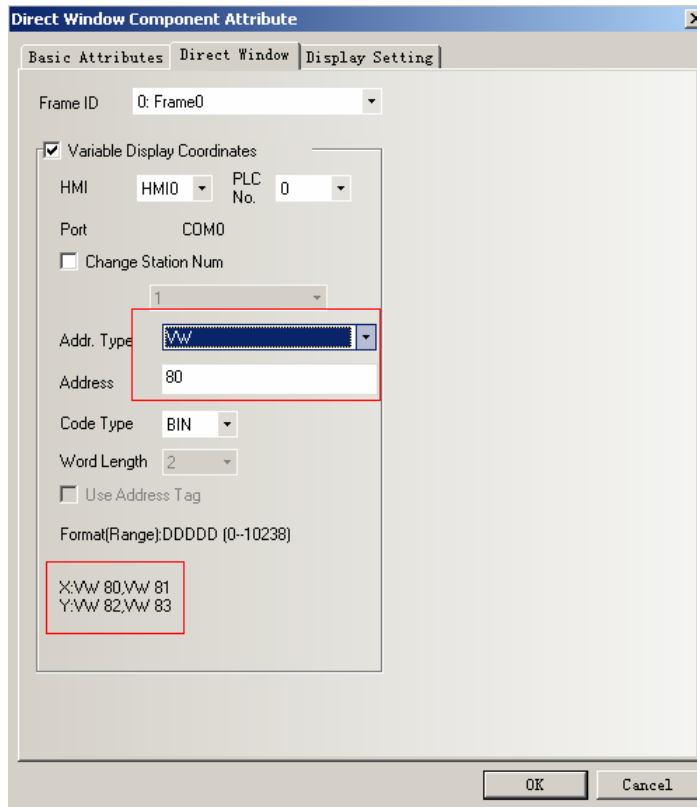 Direct Window Component Attribute
Basic Attributes Direct Window Display Setting
Frame ID 0: Frame0
Variable Display Coordinates
HMI HMI0 PLC No. 0
Port COM0
Change Station Num
1
Addr. Type VW
Address 80
Code Type BIN
Word Length 2
Use Address Tag
Format(Range):DDDDD (0--10238)
X:VW 80,VW 81
Y:VW 82,VW 83
OK Cancel